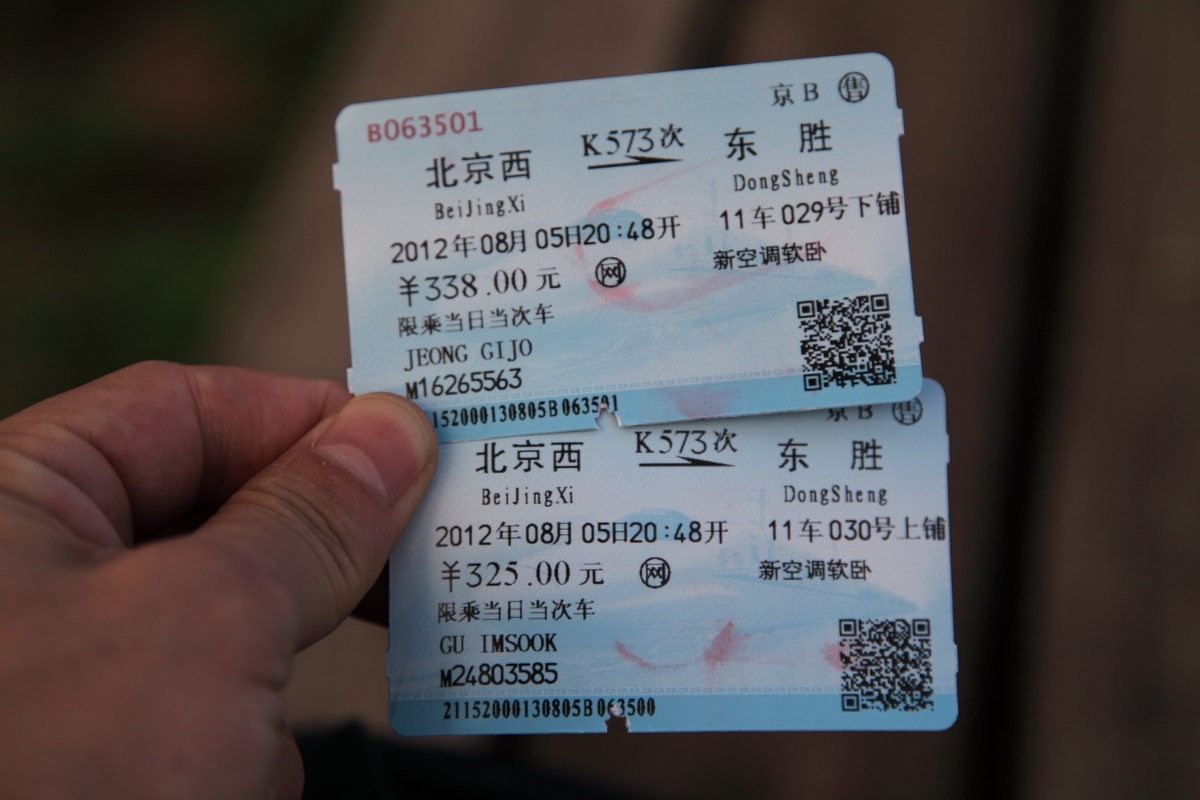 B063501 京B 售
北京西 K573次 东胜
BeiJingXi DongSheng
2012年08月05日20:48开 11车029号下铺
￥338.00元 网 新空调软卧
限乘当日当次车
JEONG GIJO
M16265563
152000130805B063501
京B 售
北京西 K573次 东胜
BeiJingXi DongSheng
2012年08月05日20:48开 11车030号上铺
￥325.00元 网 新空调软卧
限乘当日当次车
GU IMSOOK
M24803585
21152000130805B063500